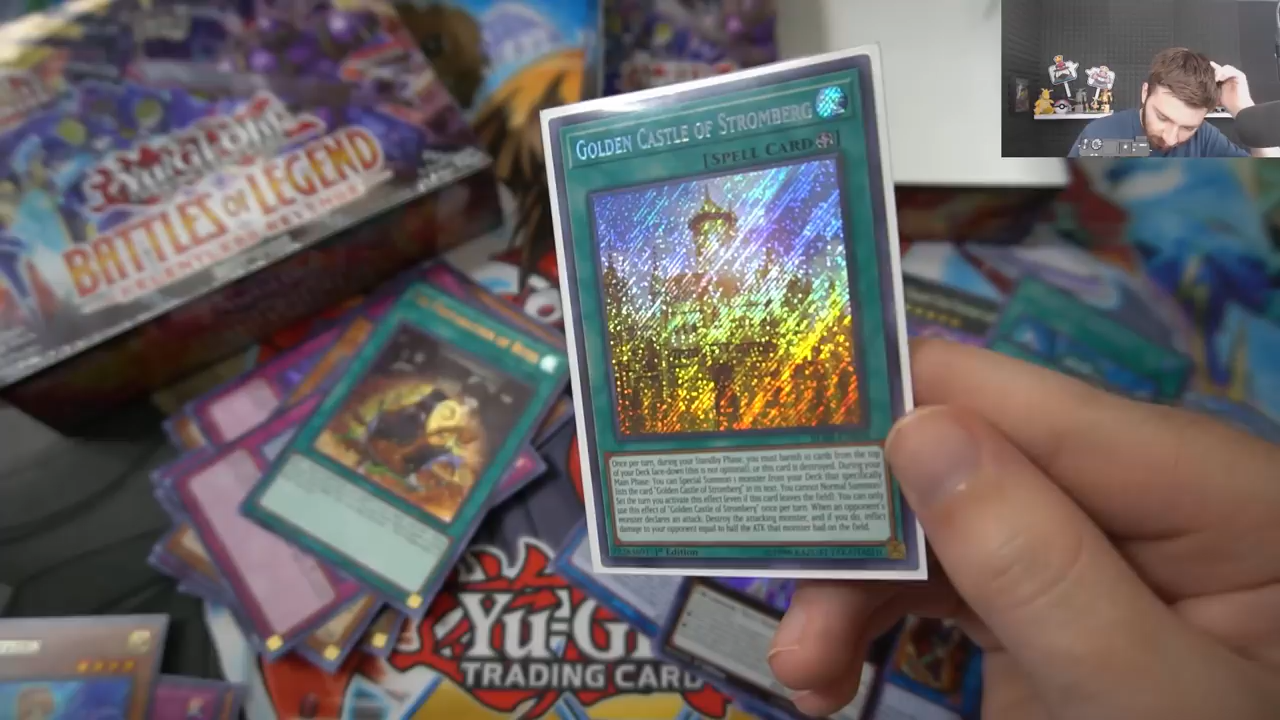 Yu-Gi-Oh!
BATTLES OF LEGEND
RELENTLESS REVENGE
GOLDEN CASTLE OF STROMBERG
[SPELL CARD
Once per turn, during your Standby Phase, you must banish 10 cards from the top
of your Deck face-down (this is not optional), or this card is destroyed. During your
Main Phase: You can Special Summon 1 monster from your Deck that specifically
lists the card "Golden Castle of Stromberg" in its text. You cannot Normal Summon/
Set the turn you activate this effect (even if this card leaves the field). You can only
use this effect of "Golden Castle of Stromberg" once per turn. When an opponent's
monster declares an attack: Destroy the attacking monster, and if you do, inflict
damage to your opponent equal to half the ATK that monster had on the field.
1st Edition
©1996 KAZUKI TAKAHASHI
Yu-Gi
TRADING CARD